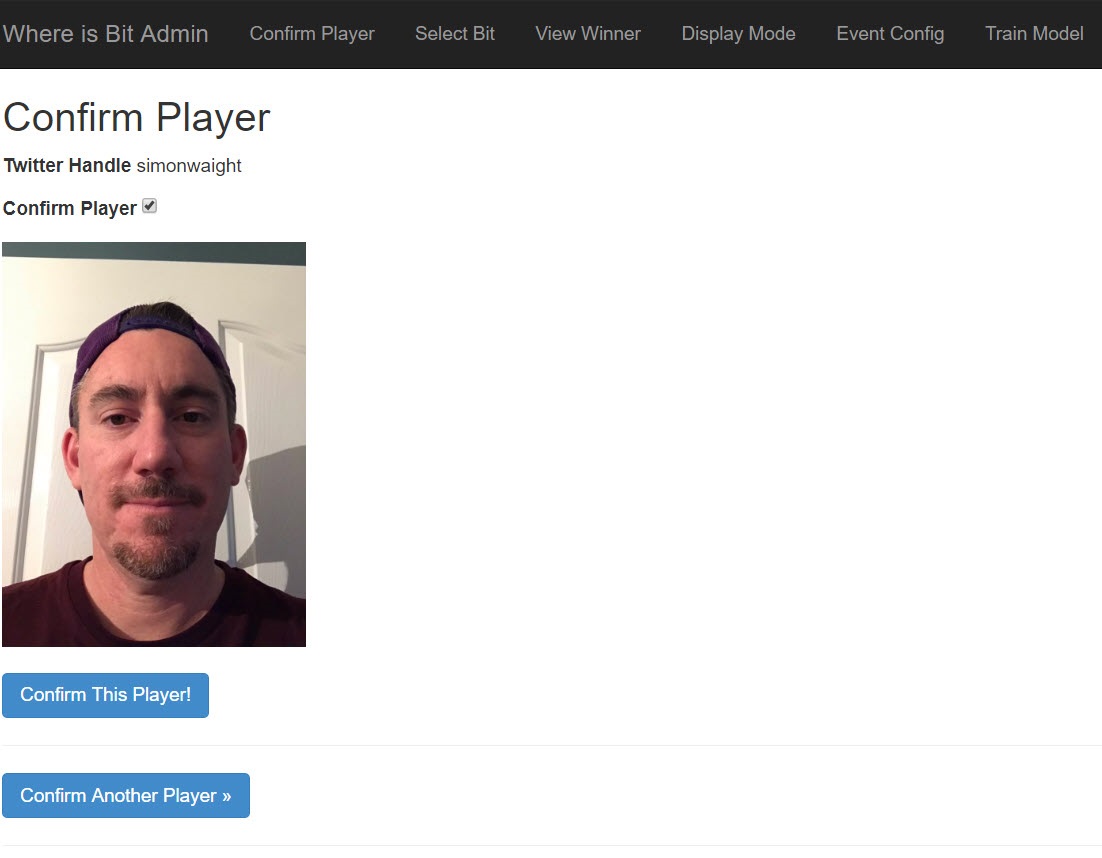 Where is Bit Admin Confirm Player Select Bit View Winner Display Mode Event Config Train Model
Confirm Player
Twitter Handle simonwaight
Confirm Player
Confirm This Player!
Confirm Another Player »